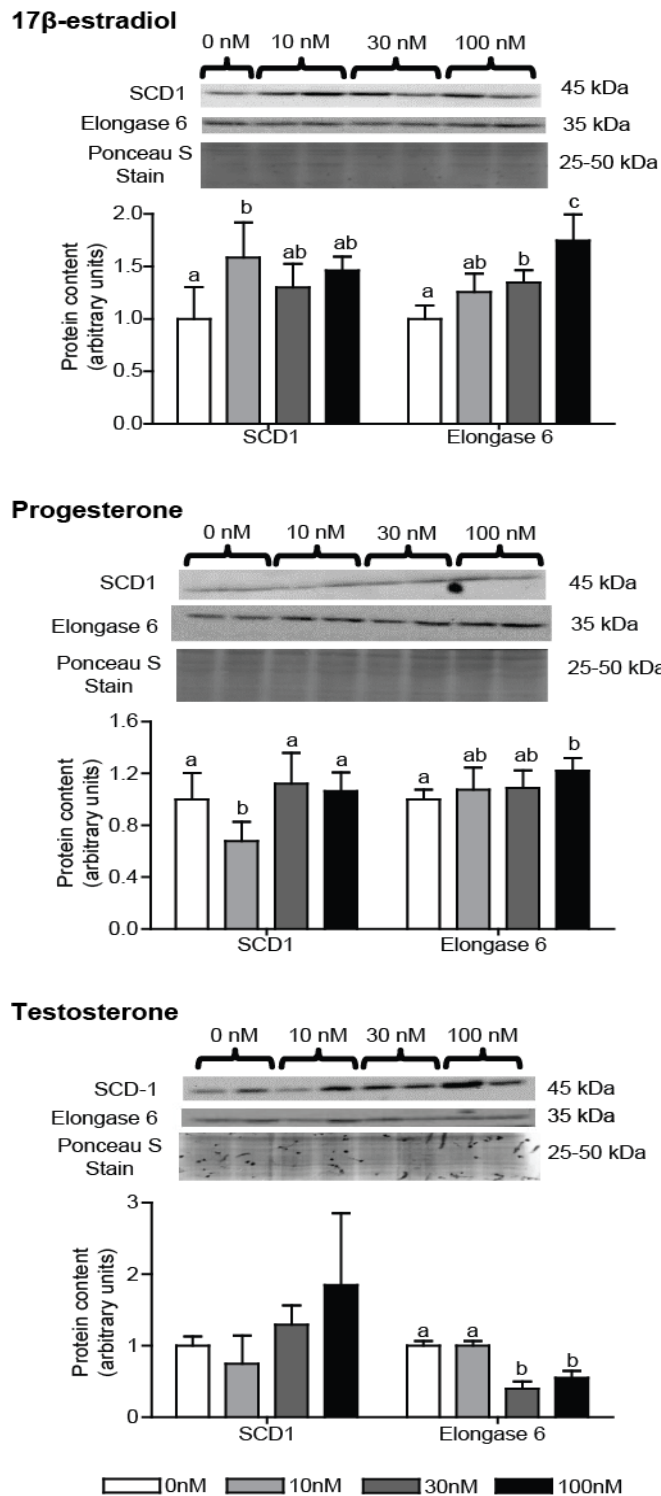 17β-estradiol
0 nM 10 nM 30 nM 100 nM
SCD1 45 kDa
Elongase 6 35 kDa
Ponceau S
Stain 25-50 kDa
Protein content
(arbitrary units)
2.0
1.5
1.0
0.5
0.0
a b ab ab a ab b c
SCD1 Elongase 6
Progesterone
0 nM 10 nM 30 nM 100 nM
SCD1 45 kDa
Elongase 6 35 kDa
Ponceau S
Stain 25-50 kDa
Protein content
(arbitrary units)
1.6
1.2
0.8
0.4
0.0
a b a a a ab ab b
SCD1 Elongase 6
Testosterone
0 nM 10 nM 30 nM 100 nM
SCD-1 45 kDa
Elongase 6 35 kDa
Ponceau S
Stain 25-50 kDa
Protein content
(arbitrary units)
3
2
1
0
a a b b
SCD1 Elongase 6
0nM 10nM 30nM 100nM